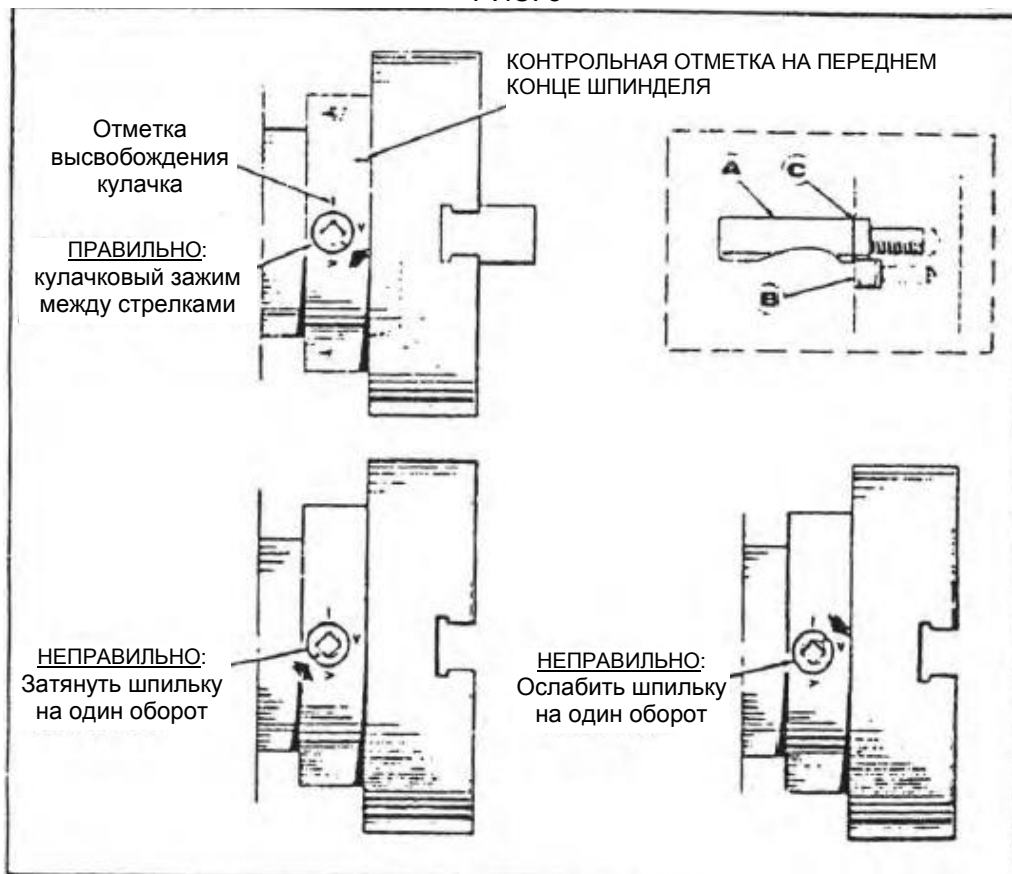 КОНТРОЛЬНАЯ ОТМЕТКА НА ПЕРЕДНЕМ
КОНЦЕ ШПИНДЕЛЯ
Отметка
высвобождения
кулачка
ПРАВИЛЬНО:
кулачковый зажим
между стрелками
A
C
B
НЕПРАВИЛЬНО:
Затянуть шпильку
на один оборот
НЕПРАВИЛЬНО:
Ослабить шпильку
на один оборот